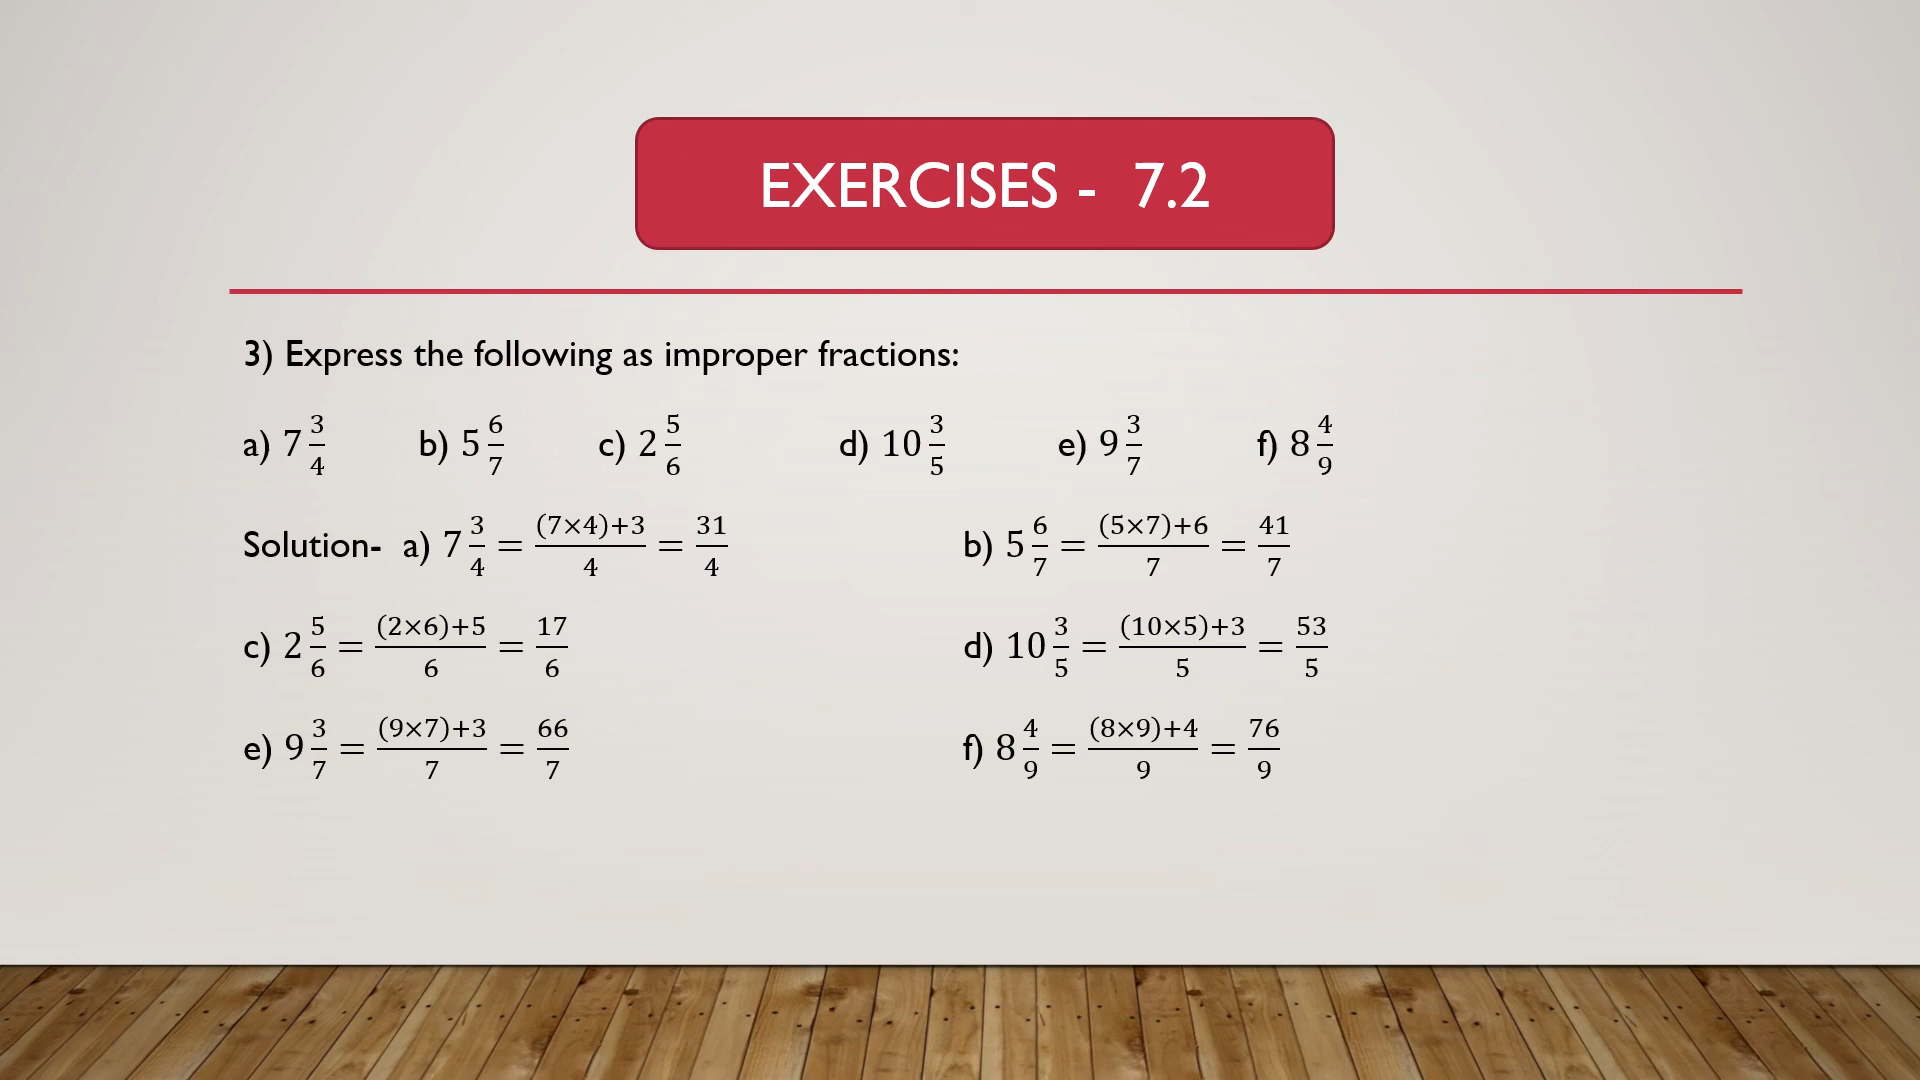 EXERCISES - 7.2
3) Express the following as improper fractions:
a) 7 3/4 b) 5 6/7 c) 2 5/6 d) 10 3/5 e) 9 3/7 f) 8 4/9
Solution- a) 7 3/4 = (7×4)+3/4 = 31/4 b) 5 6/7 = (5×7)+6/7 = 41/7
c) 2 5/6 = (2×6)+5/6 = 17/6 d) 10 3/5 = (10×5)+3/5 = 53/5
e) 9 3/7 = (9×7)+3/7 = 66/7 f) 8 4/9 = (8×9)+4/9 = 76/9